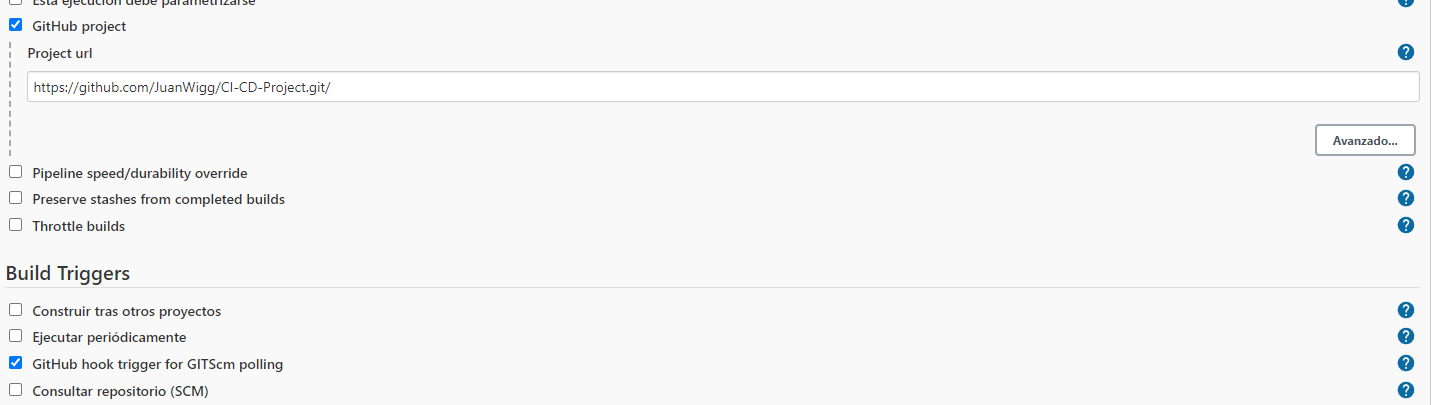 Esta ejecución debe parametrizarse
GitHub project
Project url
https://github.com/JuanWigg/CI-CD-Project.git/
Avanzado...
Pipeline speed/durability override
Preserve stashes from completed builds
Throttle builds
Build Triggers
Construir tras otros proyectos
Ejecutar periódicamente
GitHub hook trigger for GITScm polling
Consultar repositorio (SCM)